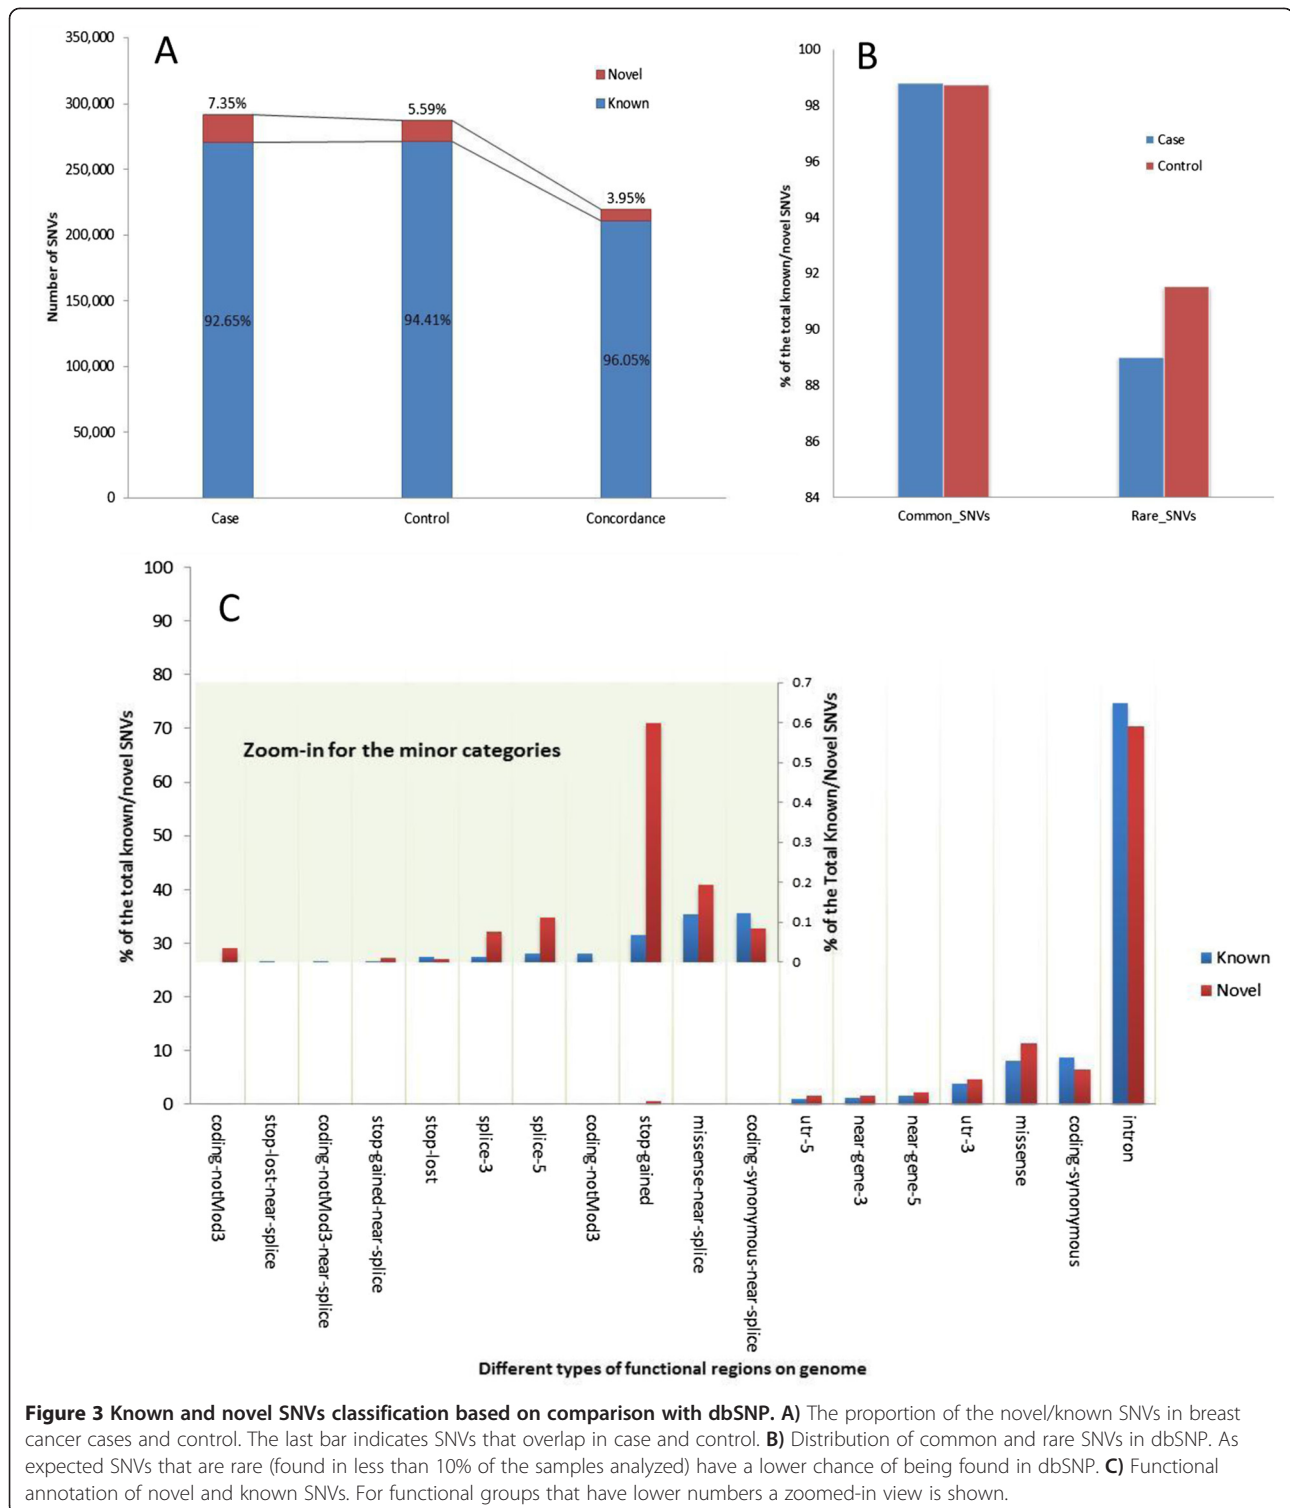 A
350,000
300,000
250,000
200,000
150,000
100,000
50,000
0
Number of SNVs
Novel
Known
7.35%
5.59%
3.95%
92.65%
94.41%
96.05%
Case
Control
Concordance
B
100
98
96
94
92
90
88
86
84
% of the total known/novel SNVs
Case
Control
Common_SNVs
Rare_SNVs
C
100
90
80
70
60
50
40
30
20
10
0
% of the total known/novel SNVs
Zoom-in for the minor categories
0.7
0.6
0.5
0.4
0.3
0.2
0.1
0
% of the Total Known/Novel SNVs
Known
Novel
coding-notMod3
stop-lost-near-splice
coding-notMod3-near-splice
stop-gained-near-splice
stop-lost
splice-3
splice-5
coding-notMod3
stop-gained
missense-near-splice
coding-synonymous-near-splice
utr-5
near-gene-3
near-gene-5
utr-3
missense
coding-synonymous
intron
Different types of functional regions on genome
Figure 3 Known and novel SNVs classification based on comparison with dbSNP. A) The proportion of the novel/known SNVs in breast
cancer cases and control. The last bar indicates SNVs that overlap in case and control. B) Distribution of common and rare SNVs in dbSNP. As
expected SNVs that are rare (found in less than 10% of the samples analyzed) have a lower chance of being found in dbSNP. C) Functional
annotation of novel and known SNVs. For functional groups that have lower numbers a zoomed-in view is shown.